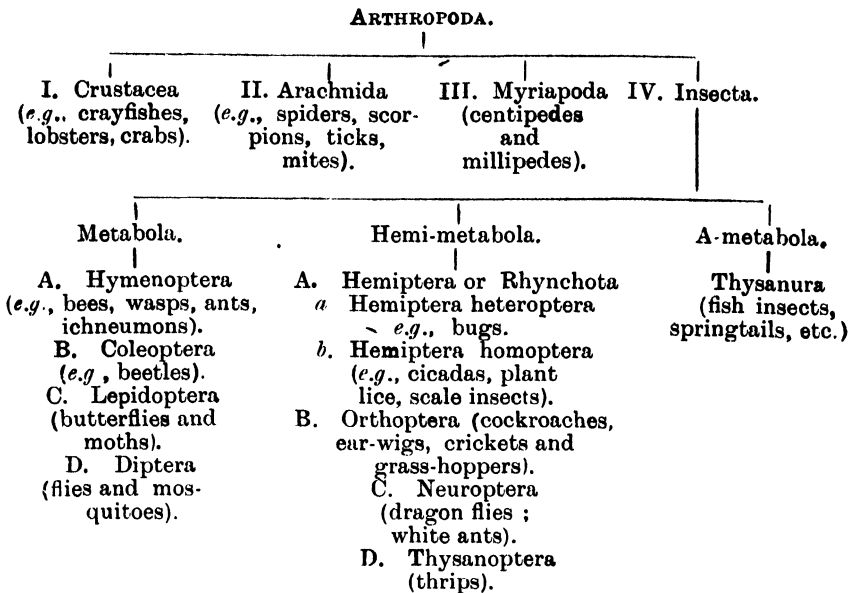 ARTHROPODA.
I. Crustacea
(e.g., crayfishes,
lobsters, crabs).
II. Arachnida
(e.g., spiders, scor-
pions, ticks,
mites).
III. Myriapoda
(centipedes
and
millipedes).
IV. Insecta.
Metabola.
A. Hymenoptera
(e.g., bees, wasps, ants,
ichneumons).
B. Coleoptera
(e.g , beetles).
C. Lepidoptera
(butterflies and
moths).
D. Diptera
(flies and mos-
quitoes).
Hemi-metabola.
A. Hemiptera or Rhynchota
a Hemiptera heteroptera
e.g., bugs.
b. Hemiptera homoptera
(e.g., cicadas, plant
lice, scale insects).
B. Orthoptera (cockroaches,
ear-wigs, crickets and
grass-hoppers).
C. Neuroptera
(dragon flies ;
white ants).
D. Thysanoptera
(thrips).
A-metabola.
Thysanura
(fish insects,
springtails, etc.)